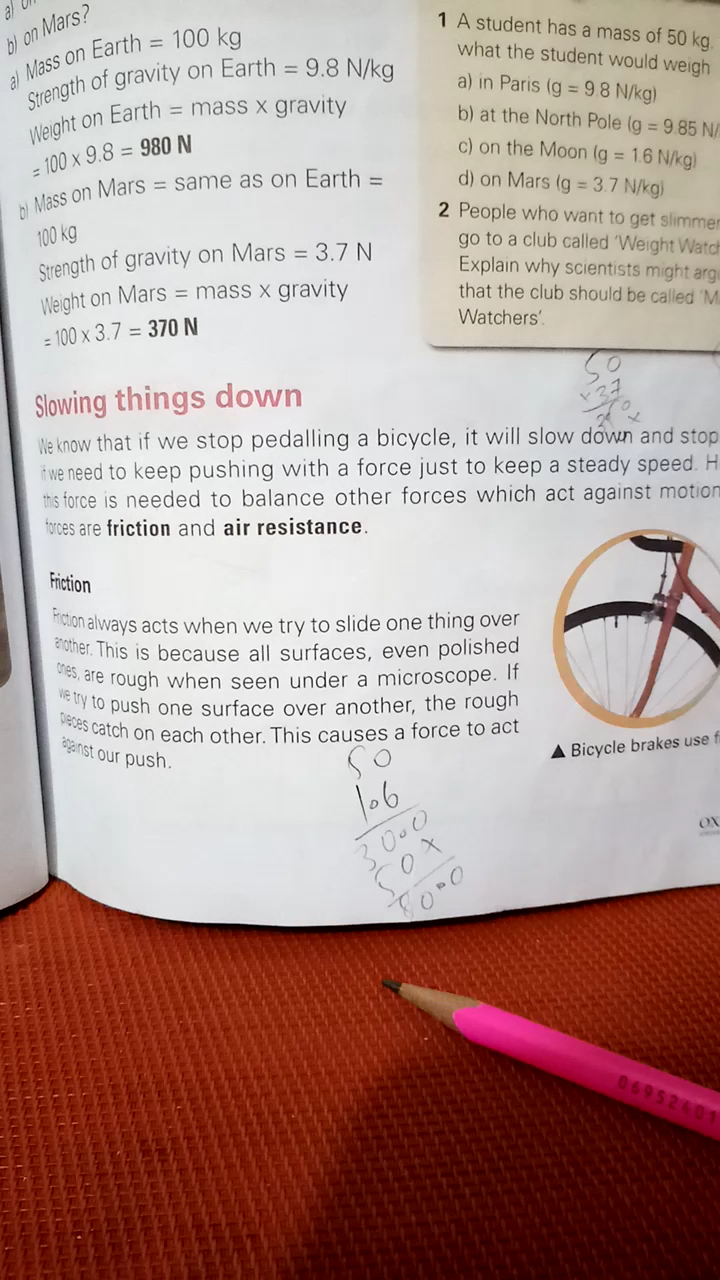 b) on Mars?
a) Mass on Earth = 100 kg
Strength of gravity on Earth = 9.8 N/kg
Weight on Earth = mass x gravity
= 100 x 9.8 = 980 N
b) Mass on Mars = same as on Earth =
100 kg
Strength of gravity on Mars = 3.7 N
Weight on Mars = mass x gravity
= 100 x 3.7 = 370 N
1 A student has a mass of 50 kg.
what the student would weigh
a) in Paris (g = 9.8 N/kg)
b) at the North Pole (g = 9.85 N/
c) on the Moon (g = 1.6 N/kg)
d) on Mars (g = 3.7 N/kg)
2 People who want to get slimmer
go to a club called 'Weight Watch
Explain why scientists might arg
that the club should be called 'M
Watchers'.
50
x 37
Slowing things down
We know that if we stop pedalling a bicycle, it will slow down and stop
if we need to keep pushing with a force just to keep a steady speed. H
this force is needed to balance other forces which act against motion
forces are friction and air resistance.
Friction
Friction always acts when we try to slide one thing over
another. This is because all surfaces, even polished
ones, are rough when seen under a microscope. If
we try to push one surface over another, the rough
pieces catch on each other. This causes a force to act
against our push.
▲ Bicycle brakes use f
50
1.6
30.0
50x
80.0
OX
0695240